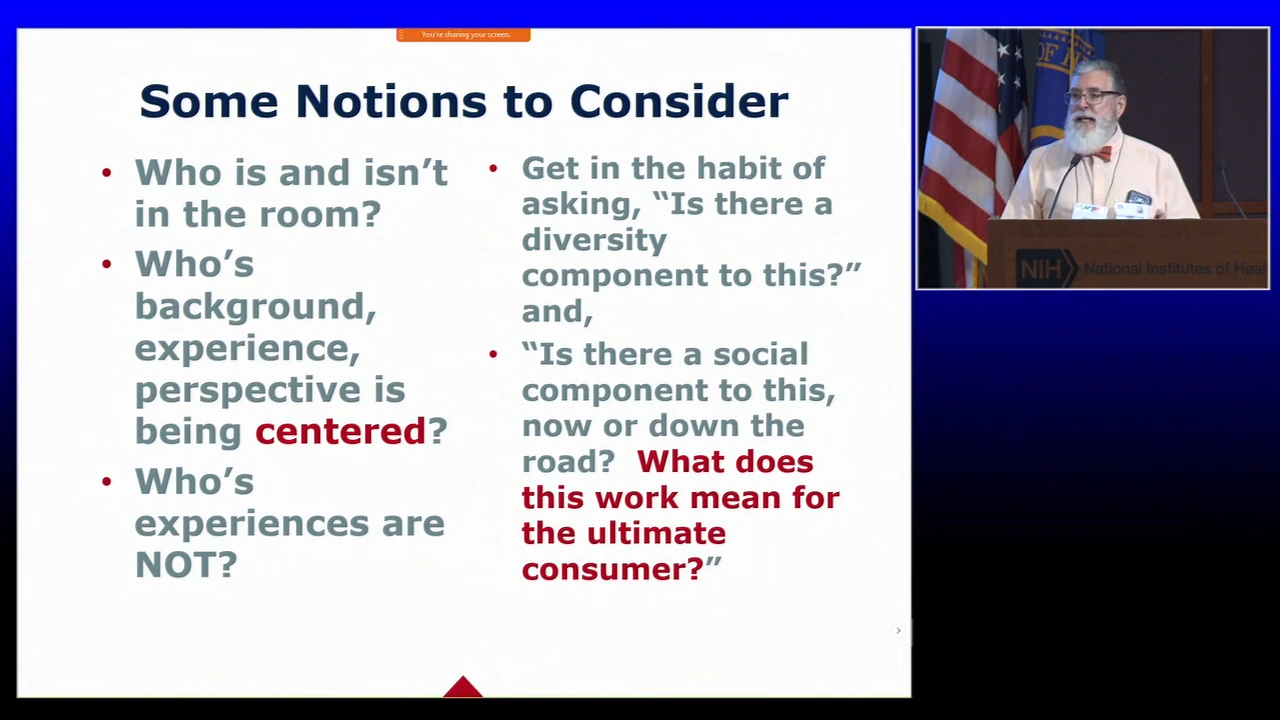 You're sharing your screen.
Some Notions to Consider
• Who is and isn’t
in the room?
• Who’s
background,
experience,
perspective is
being centered?
• Who’s
experiences are
NOT?
• Get in the habit of
asking, “Is there a
diversity
component to this?”
and,
• “Is there a social
component to this,
now or down the
road?  What does
this work mean for
the ultimate
consumer?”
OF
NIH National Institutes of Heal